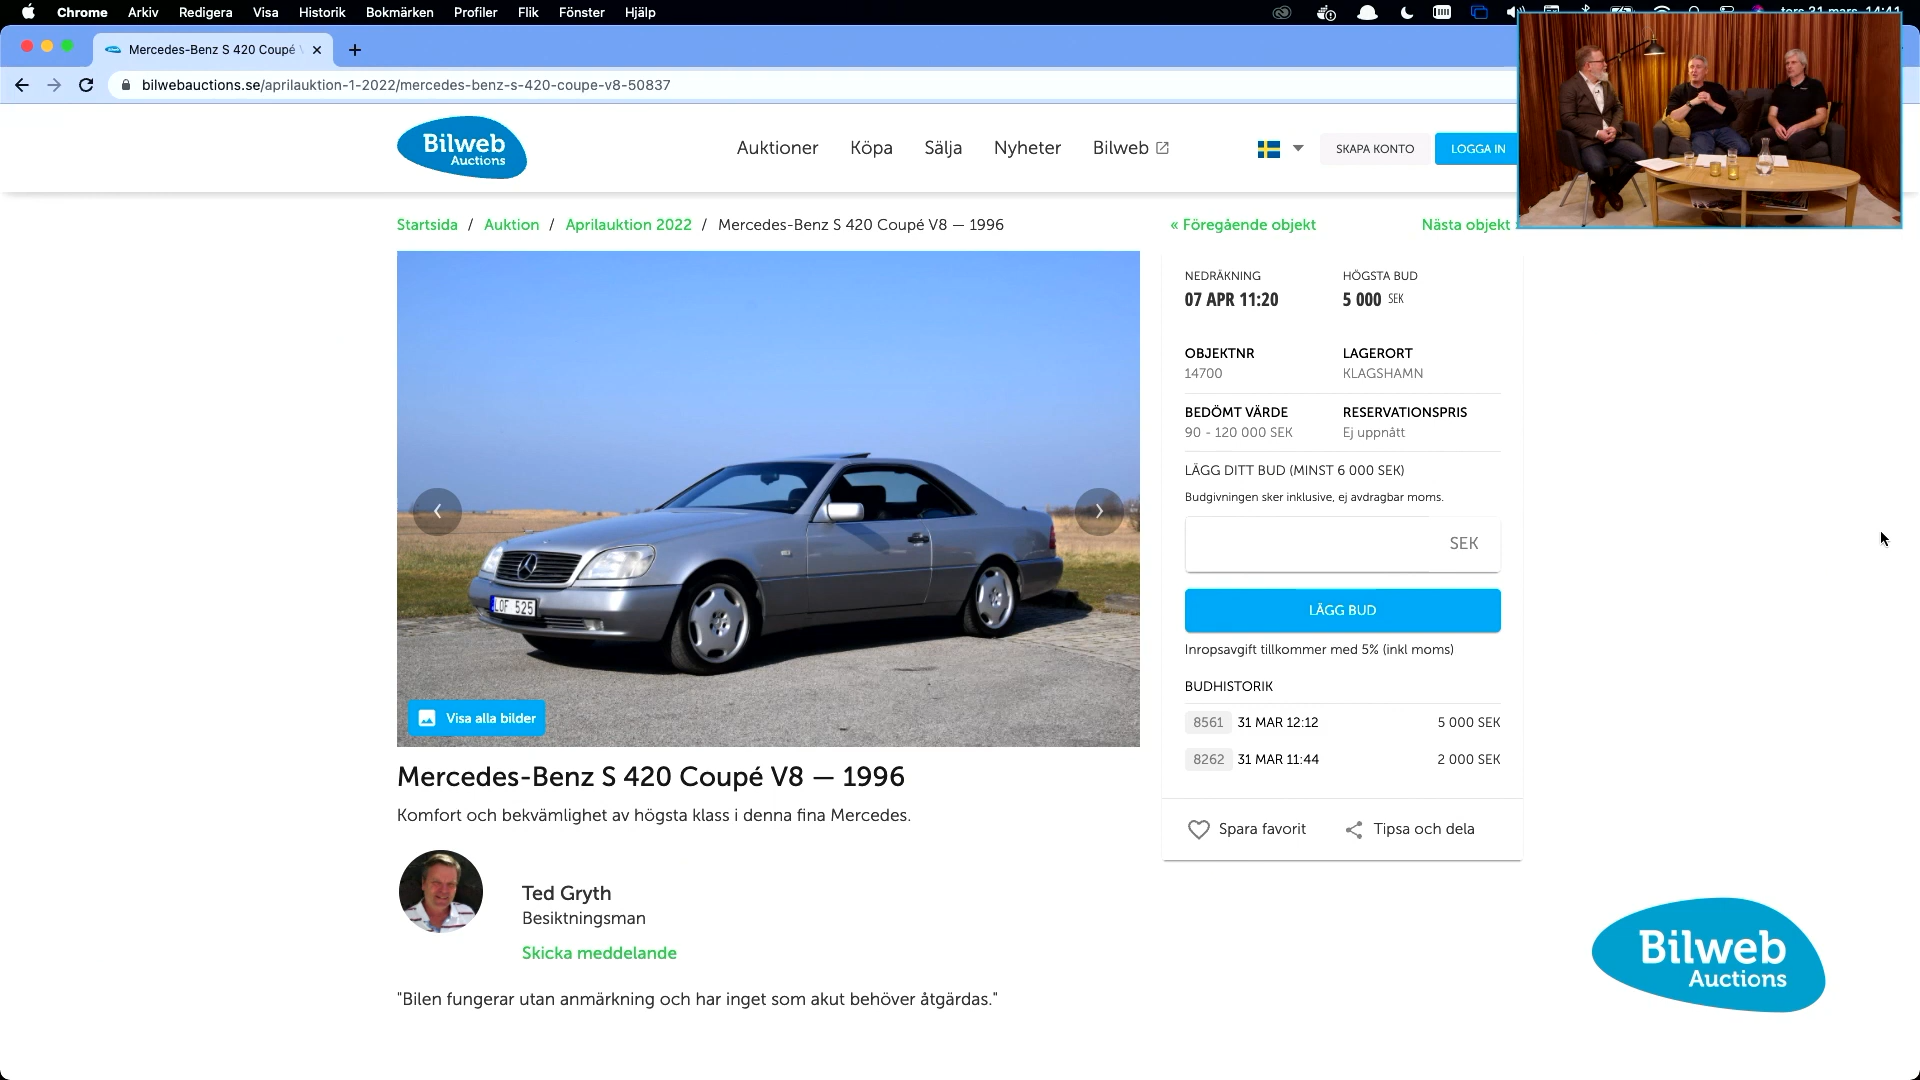 Chrome Arkiv Redigera Visa Historik Bokmärken Profiler Flik Fönster Hjälp
Mercedes-Benz S 420 Coupé
bilwebauctions.se/aprilauktion-1-2022/mercedes-benz-s-420-coupe-v8-50837
Bilweb
Auctions
Auktioner Köpa Sälja Nyheter Bilweb
SKAPA KONTO LOGGA IN
Startsida / Auktion / Aprilauktion 2022 / Mercedes-Benz S 420 Coupé V8 — 1996
« Föregående objekt Nästa objekt
NEDRÄKNING HÖGSTA BUD
07 APR 11:20 5 000 SEK
OBJEKTNR LAGERORT
14700 KLAGSHAMN
BEDÖMT VÄRDE RESERVATIONSPRIS
90 - 120 000 SEK Ej uppnått
LÄGG DITT BUD (MINST 6 000 SEK)
Budgivningen sker inklusive, ej avdragbar moms.
SEK
LÄGG BUD
Inropsavgift tillkommer med 5% (inkl moms)
BUDHISTORIK
8561 31 MAR 12:12 5 000 SEK
8262 31 MAR 11:44 2 000 SEK
Spara favorit Tipsa och dela
LOF 525
Visa alla bilder
Mercedes-Benz S 420 Coupé V8 — 1996
Komfort och bekvämlighet av högsta klass i denna fina Mercedes.
Ted Gryth
Besiktningsman
Skicka meddelande
"Bilen fungerar utan anmärkning och har inget som akut behöver åtgärdas."
Bilweb
Auctions